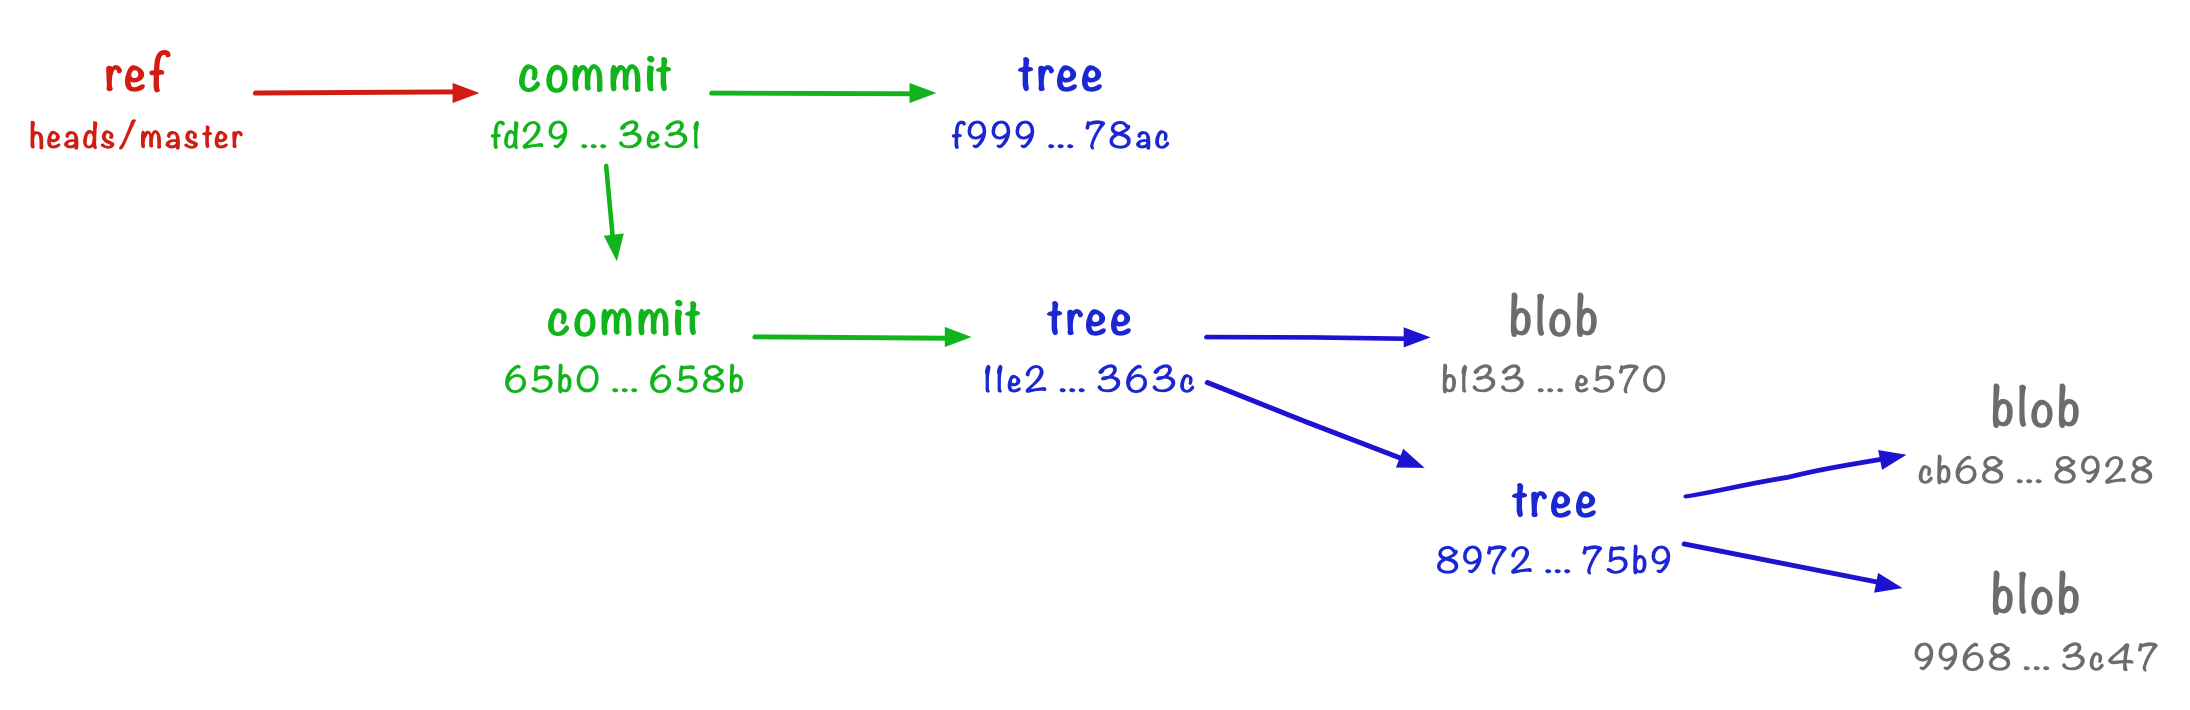 ref
heads/master
commit
fd29 ... 3e31
tree
f999 ... 78ac
commit
65b0 ... 658b
tree
11e2 ... 363c
blob
b133 ... e570
tree
8972 ... 75b9
blob
cb68 ... 8928
blob
9968 ... 3c47